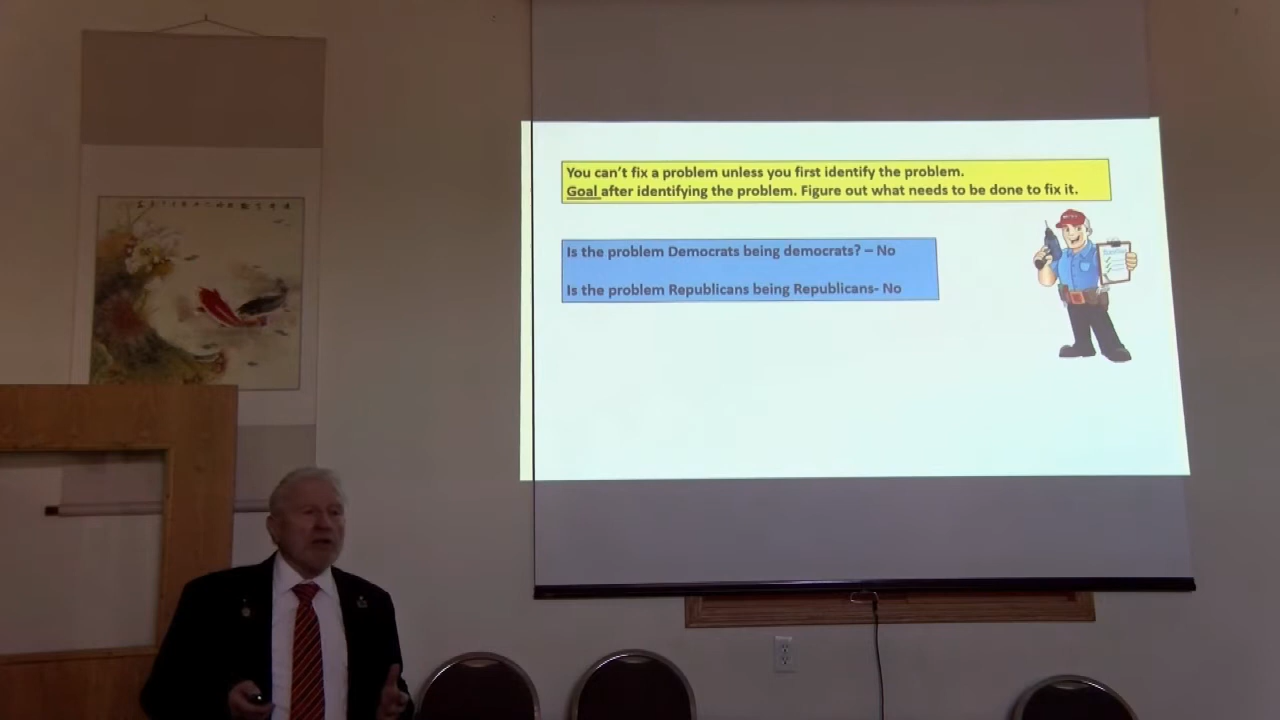 You can't fix a problem unless you first identify the problem.
Goal after identifying the problem. Figure out what needs to be done to fix it.
Is the problem Democrats being democrats? – No
Is the problem Republicans being Republicans- No